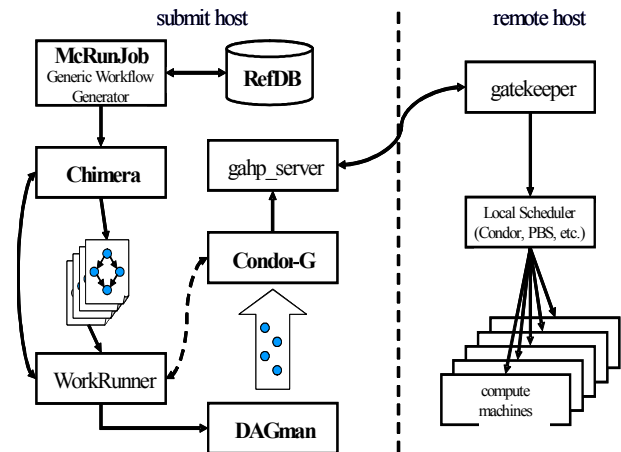 submit host
remote host
McRunJob
Generic Workflow
Generator
RefDB
gatekeeper
Chimera
gahp_server
Local Scheduler
(Condor, PBS, etc.)
Condor-G
WorkRunner
compute
machines
DAGman